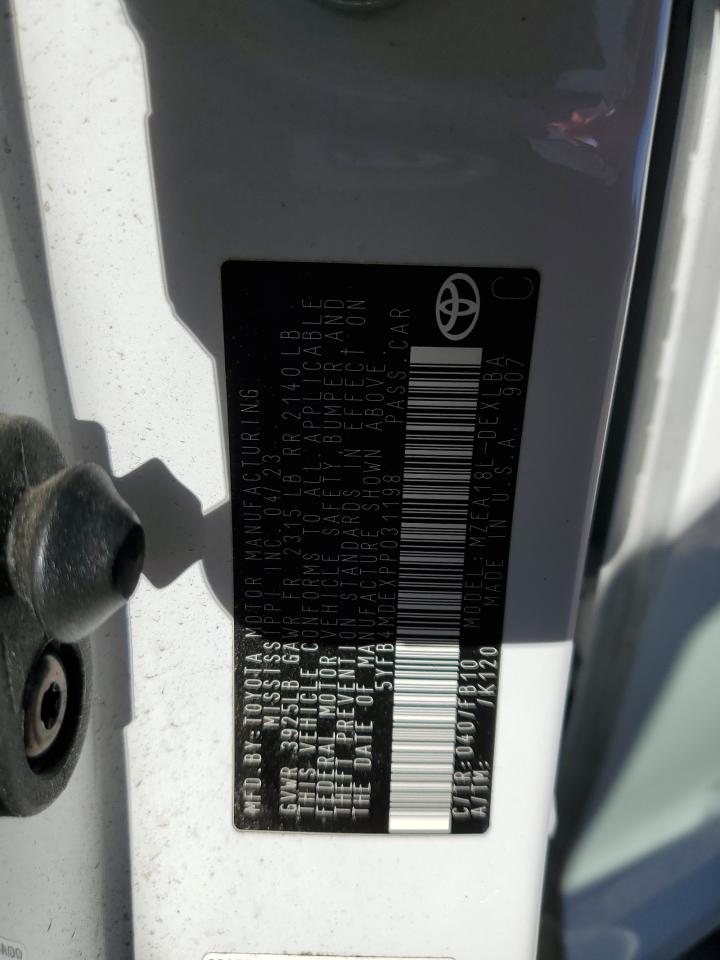 MFD.BY:TOYOTA MOTOR MANUFACTURING
MISSISSIPPI INC. 04/23
GVWR 3925LB GAWR FR 2315 LB RR 2140LB
THIS VEHICLE CONFORMS TO ALL APPLICABLE
FEDERAL MOTOR VEHICLE SAFETY, BUMPER AND
THEFT PREVENTION STANDARDS IN EFFECT ON
THE DATE OF MANUFACTURE SHOWN ABOVE.
5YFB4MDEXPP031198 PASS.CAR
C/TR:040/FB10 MODEL:MZEA18L-DEXLBA
A/TM: /K120 MADE IN U.S.A. 907
C